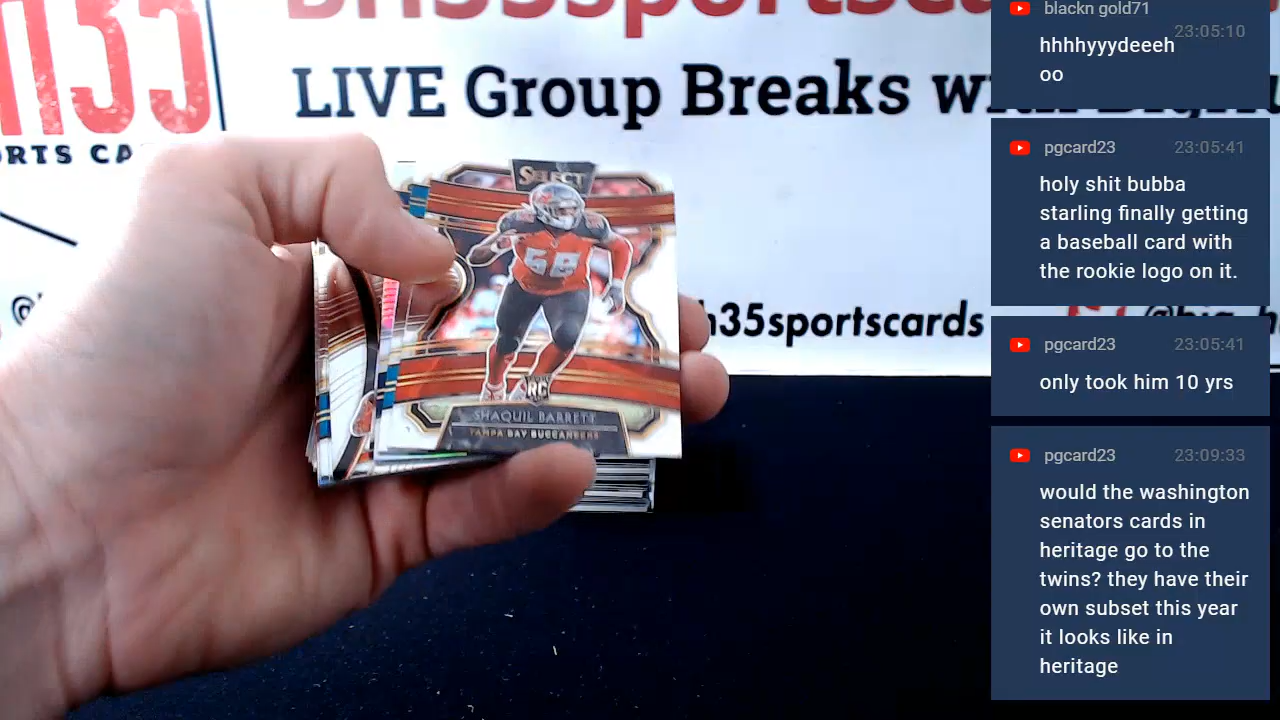 LIVE Group Breaks
h35sportscards
SELECT
58
RC
SHAQUIL BARRETT
TAMPA BAY BUCCANEERS
blackn gold71
23:05:10
hhhhyyydeeeh
oo
pgcard23
23:05:41
holy shit bubba
starling finally getting
a baseball card with
the rookie logo on it.
pgcard23
23:05:41
only took him 10 yrs
pgcard23
23:09:33
would the washington
senators cards in
heritage go to the
twins? they have their
own subset this year
it looks like in
heritage